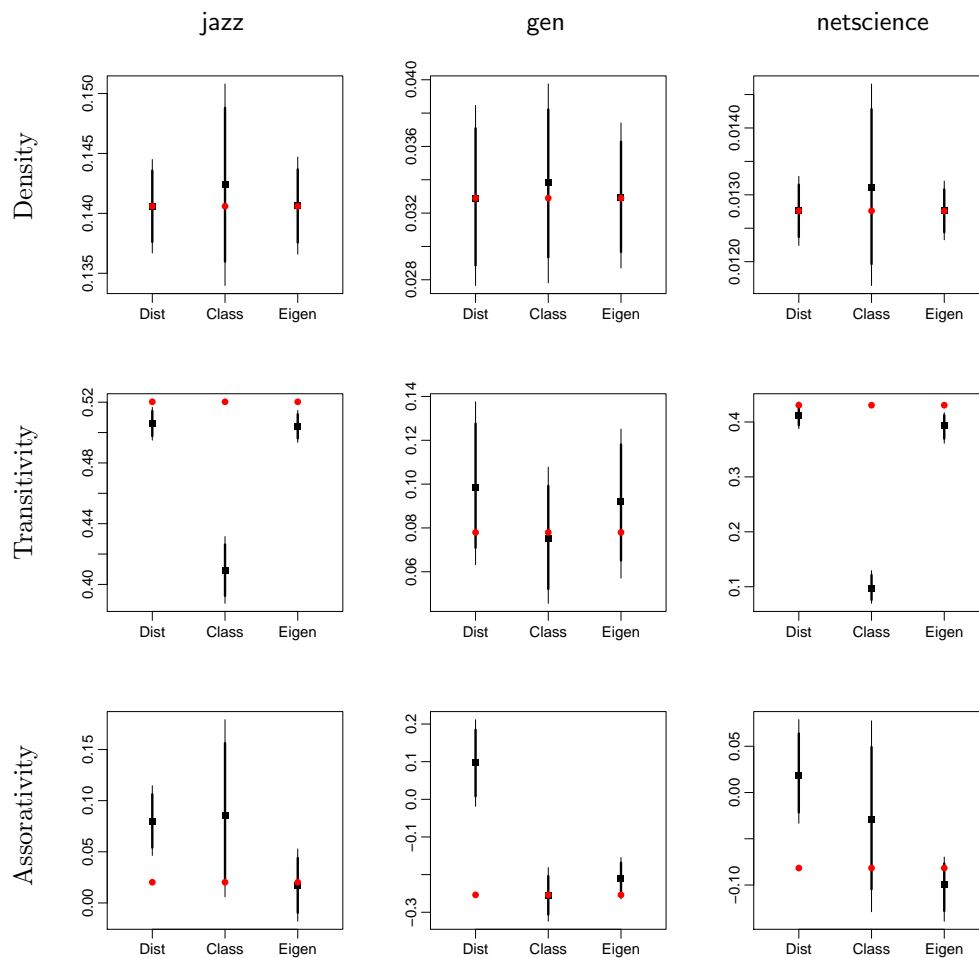 jazz gen netscience
Density
0.150
0.145
0.140
0.135
Dist Class Eigen
0.040
0.036
0.032
0.028
Dist Class Eigen
0.0140
0.0130
0.0120
Dist Class Eigen
Transitivity
0.52
0.48
0.44
0.40
Dist Class Eigen
0.14
0.12
0.10
0.08
0.06
Dist Class Eigen
0.4
0.3
0.2
0.1
Dist Class Eigen
Assorativity
0.15
0.10
0.05
0.00
Dist Class Eigen
0.2
0.1
0.0
−0.1
−0.3
Dist Class Eigen
0.05
0.00
−0.10
Dist Class Eigen